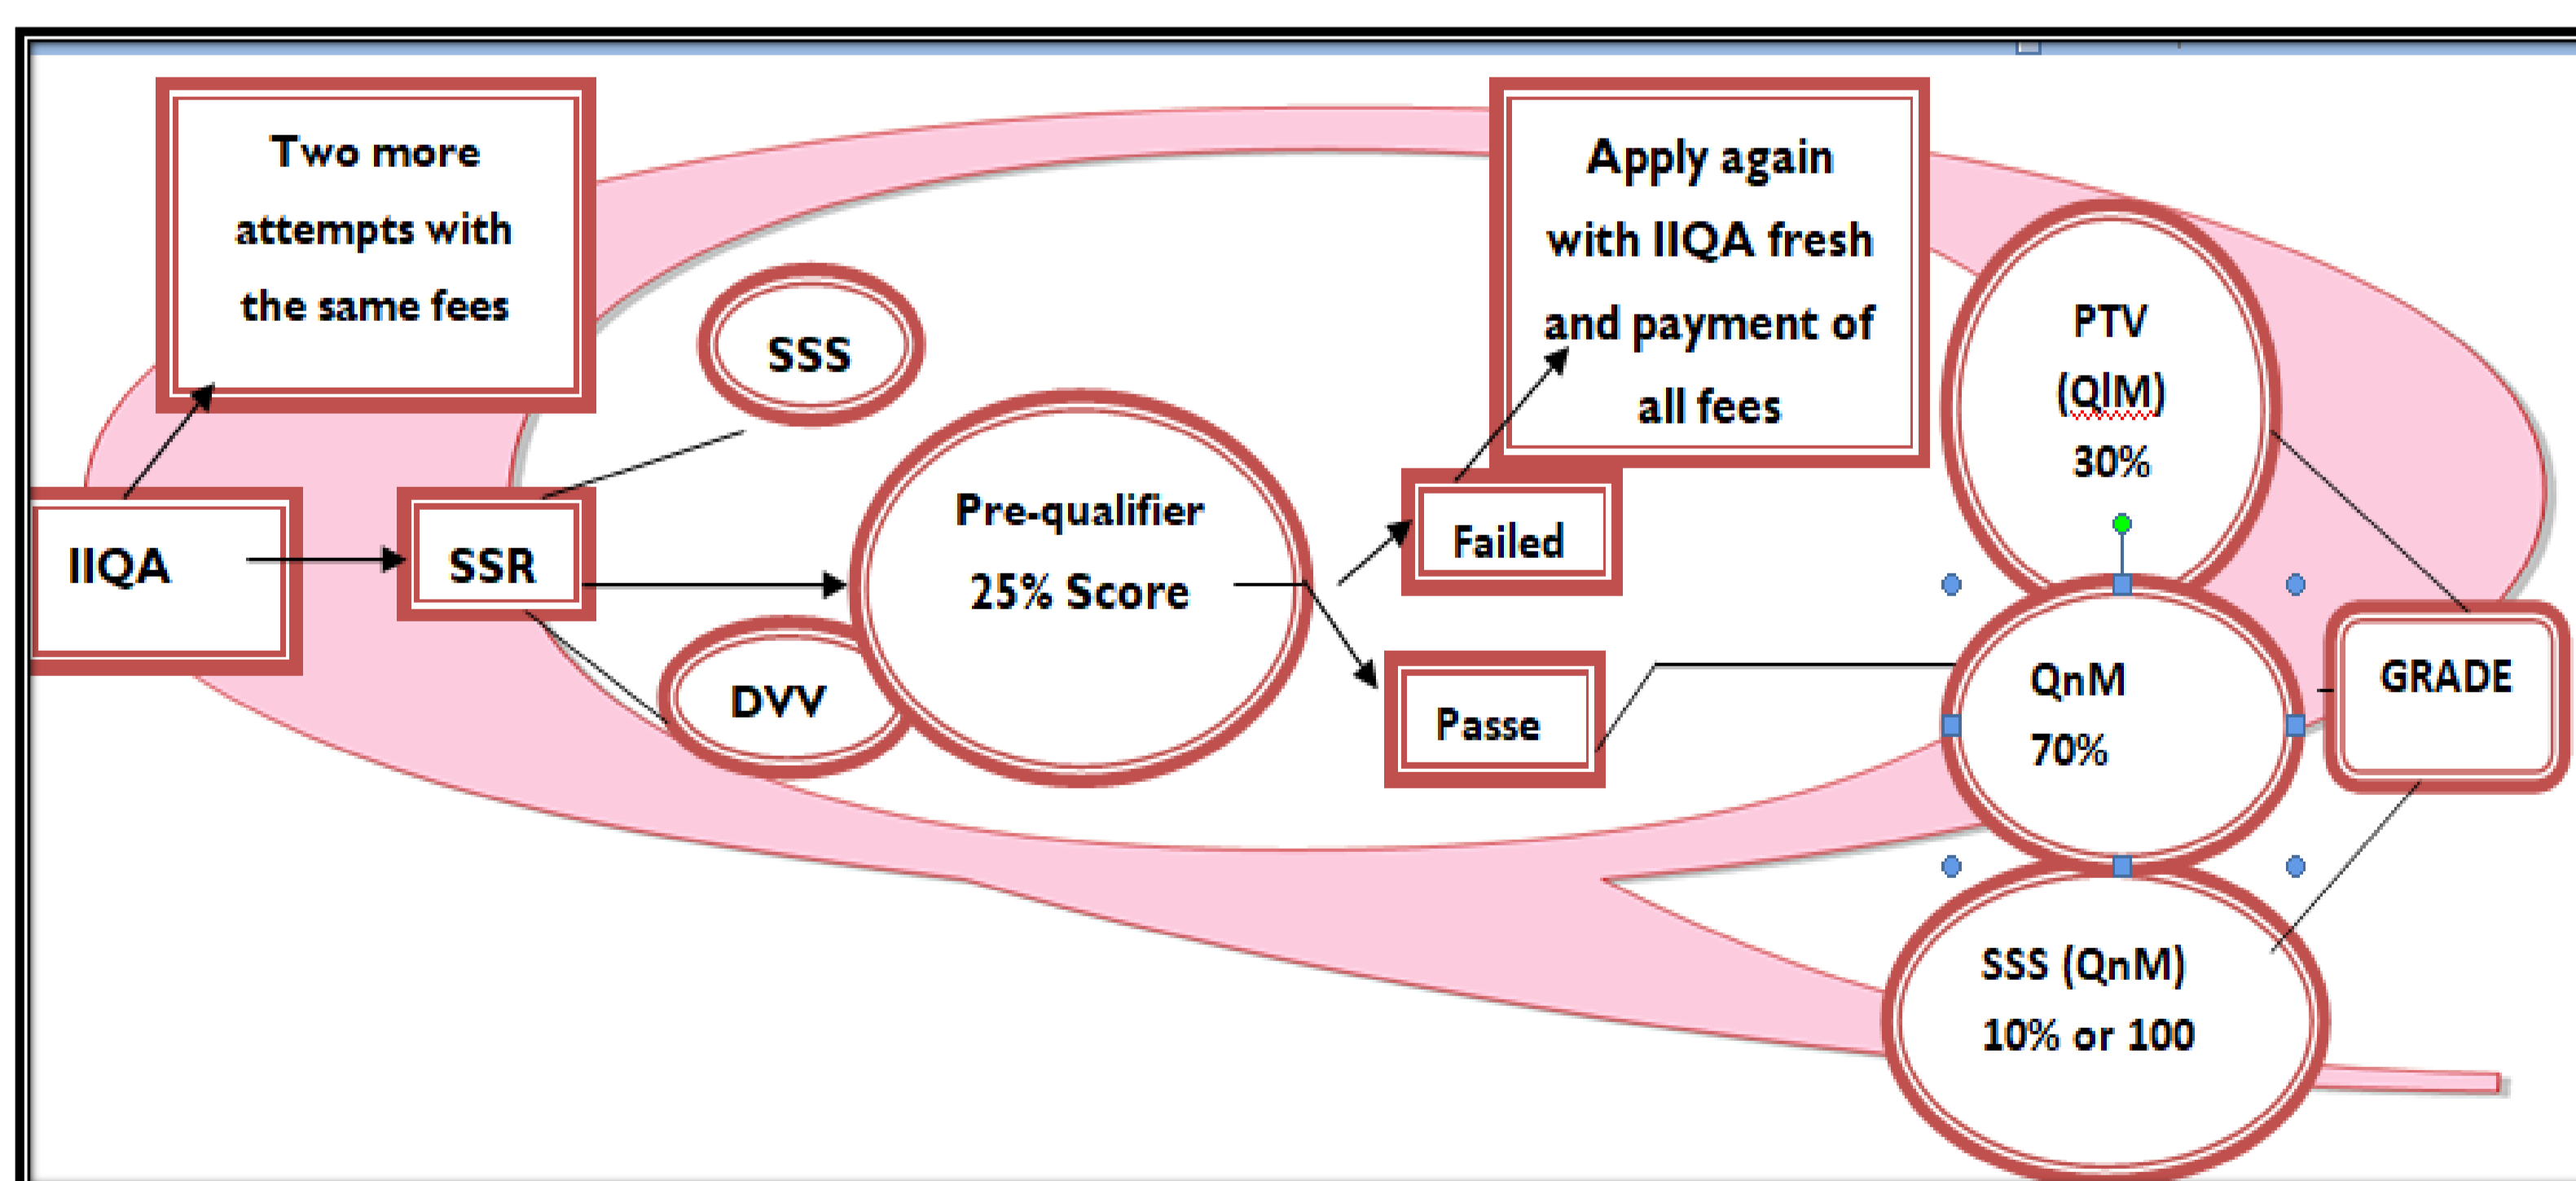 Two more
attempts with
the same fees
Apply again
with IIQA fresh
and payment of
all fees
SSS
PTV
(QlM)
30%
IIQA
SSR
Pre-qualifier
25% Score
Failed
DVV
Passe
QnM
70%
GRADE
SSS (QnM)
10% or 100